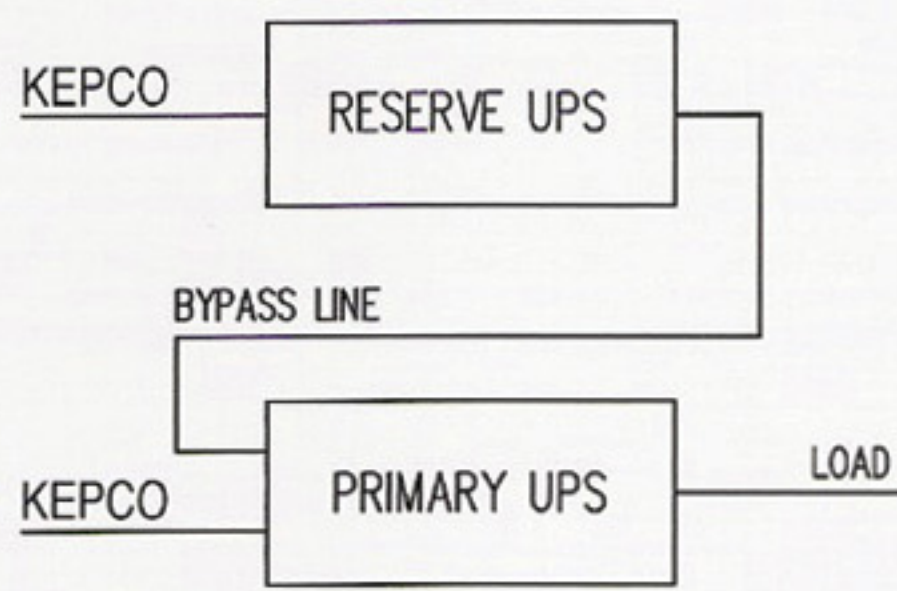 KEPCO
RESERVE UPS
BYPASS LINE
KEPCO
PRIMARY UPS
LOAD